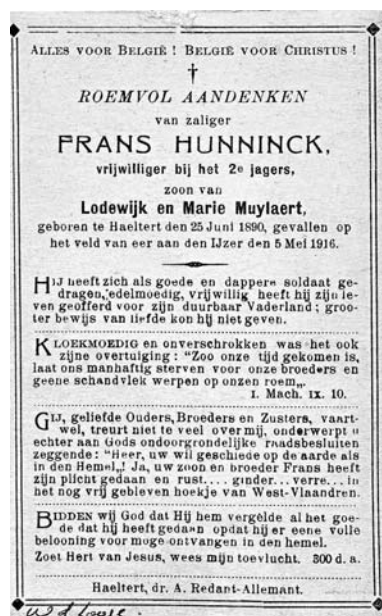 ALLES VOOR BELGIË ! BELGIË VOOR CHRISTUS !
†
ROEMVOL AANDENKEN
van zaliger
FRANS HUNNINCK,
vrijwilliger bij het 2e jagers,
zoon van
Lodewijk en Marie Muylaert,
geboren te Haeltert den 25 Juni 1890, gevallen op
het veld van eer aan den IJzer den 5 Mei 1916.
HIJ heeft zich als goede en dappere soldaat ge-
dragen, edelmoedig, vrijwillig heeft hij zijn le-
ven geofferd voor zijn duurbaar Vaderland ; groo-
ter bewijs van liefde kon hij niet geven.
KLOEKMOEDIG en onverschrokken was het ook
zijne overtuiging : "Zoo onze tijd gekomen is,
laat ons manhaftig sterven voor onze broeders en
geene schandvlek werpen op onzen roem„.
I. Mach. IX. 10.
GIJ, geliefde Ouders, Broeders en Zusters, vaart-
wel, treurt niet te veel over mij, onderwerpt u
echter aan Gods ondoorgrondelijke raadsbesluiten
zeggende : "Heer, uw wil geschiede op de aarde als
in den Hemel„! Ja, uw zoon en broeder Frans heeft
zijn plicht gedaan en rust.... ginder... verre... in
het nog vrij gebleven hoekje van West-Vlaandren.
BIDDEN wij God dat Hij hem vergelde al het goe-
de dat hij heeft gedaan opdat hij er eene volle
belooning voor moge ontvangen in den hemel.
Zoet Hert van Jesus, wees mijn toevlucht. 300 d. a.
Haeltert, dr. A. Redant-Allemant.